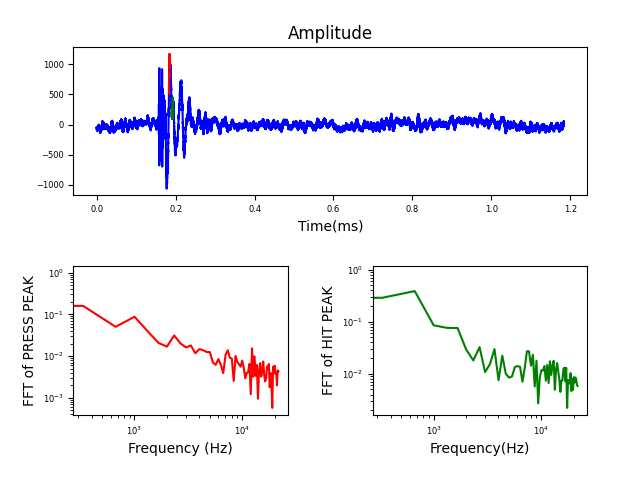 Amplitude
1000
500
0
−500
−1000
0.0 0.2 0.4 0.6 0.8 1.0 1.2
Time(ms)
FFT of PRESS PEAK
10⁰
10⁻¹
10⁻²
10⁻³
10³ 10⁴
Frequency (Hz)
FFT of HIT PEAK
10⁰
10⁻¹
10⁻²
10³ 10⁴
Frequency(Hz)